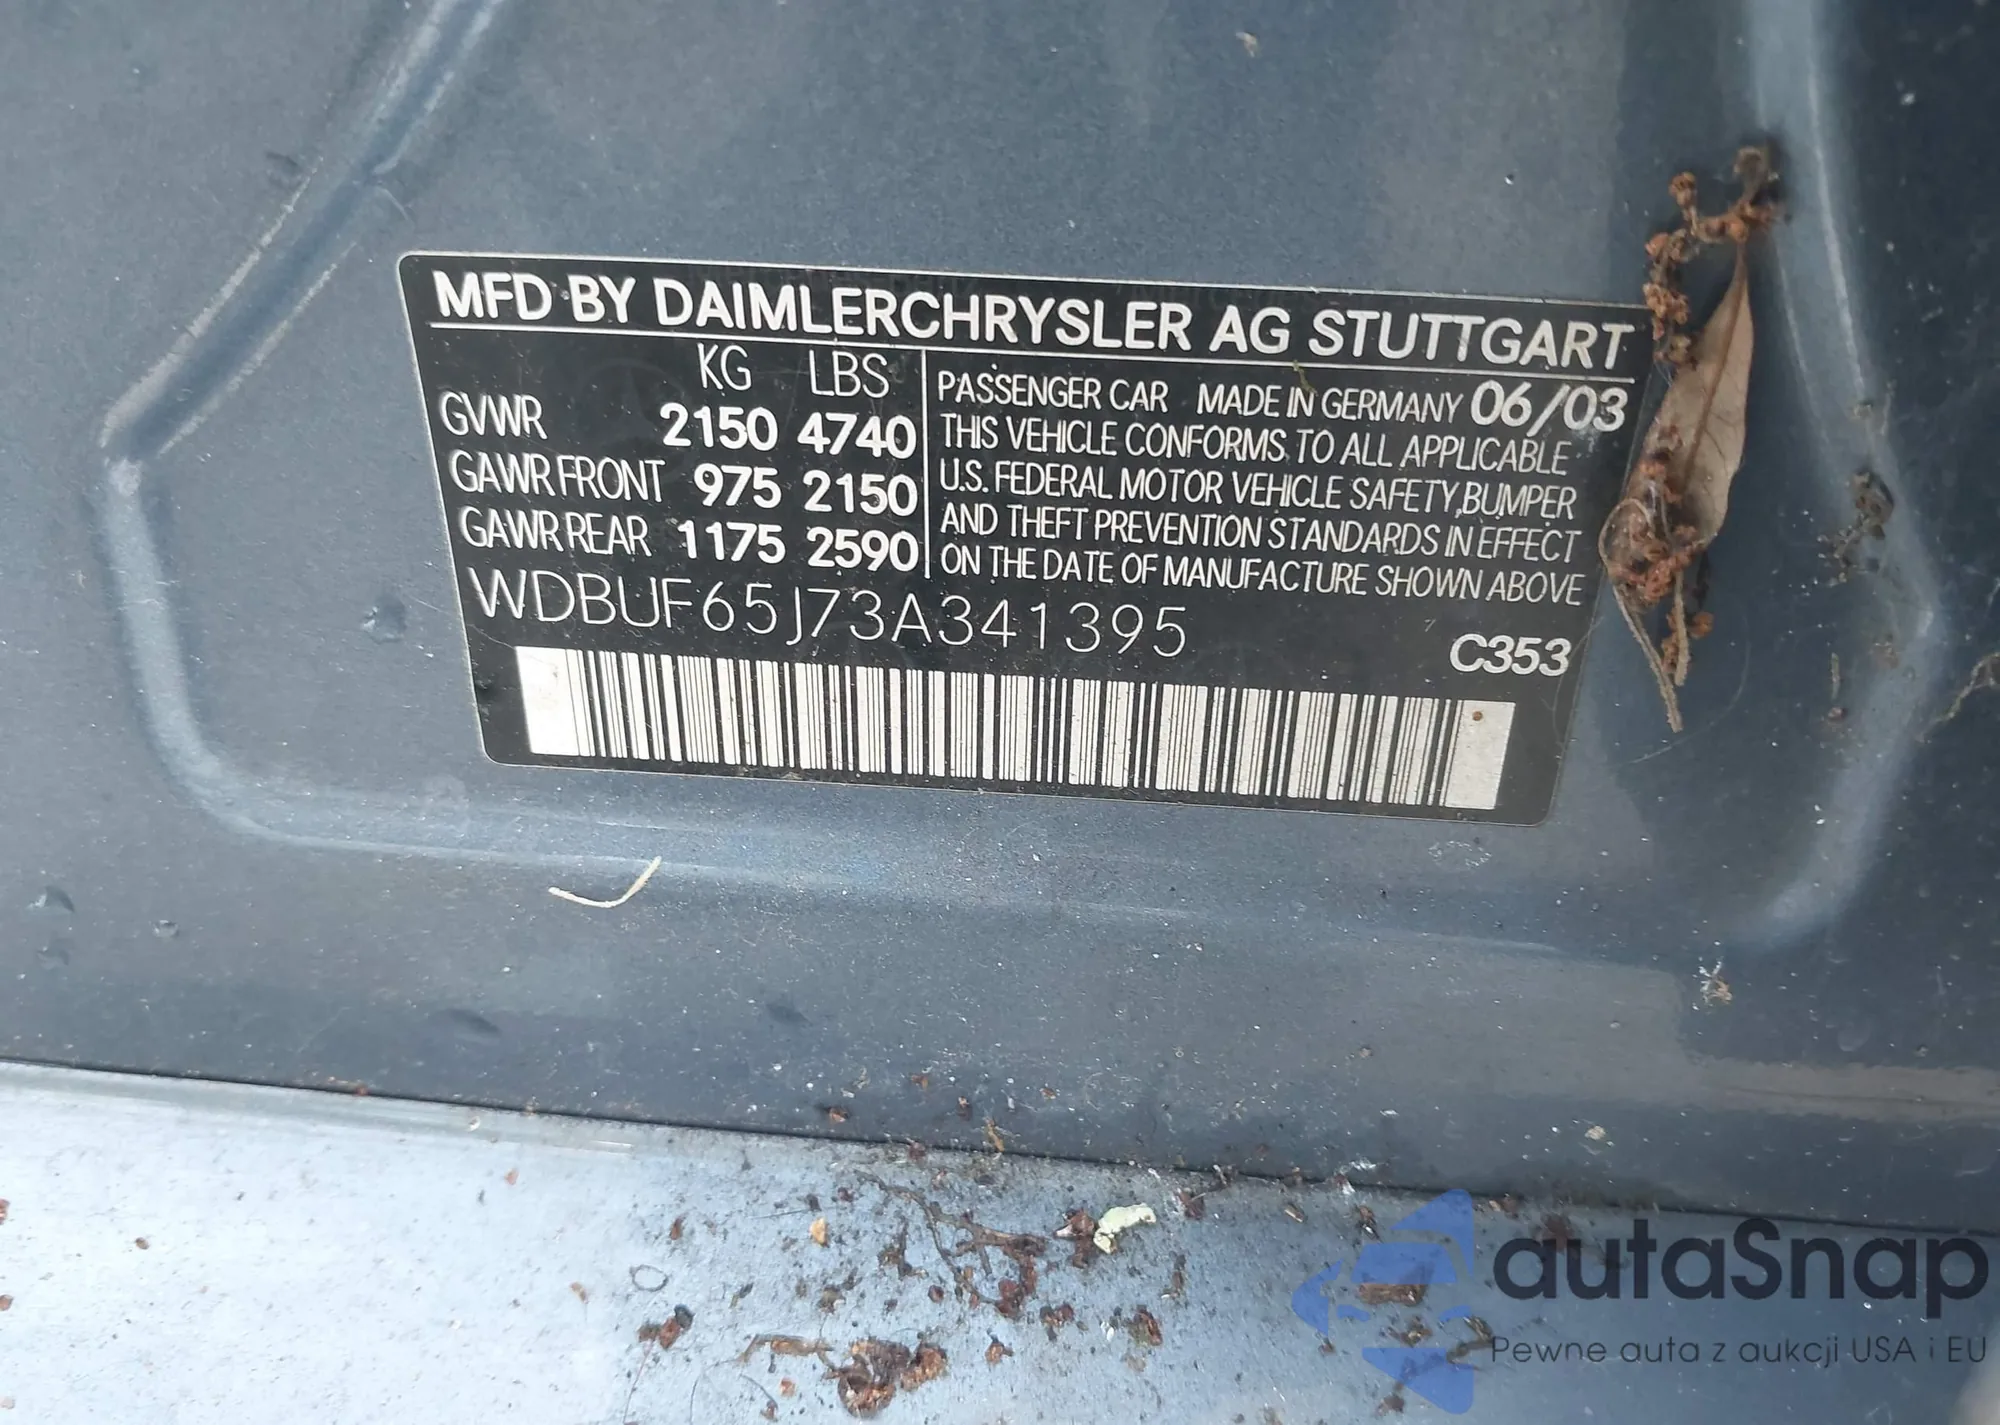 MFD BY DAIMLERCHRYSLER AG STUTTGART
KG LBS
GVWR 2150 4740
GAWR FRONT 975 2150
GAWR REAR 1175 2590
PASSENGER CAR MADE IN GERMANY 06/03
THIS VEHICLE CONFORMS TO ALL APPLICABLE
U.S. FEDERAL MOTOR VEHICLE SAFETY, BUMPER
AND THEFT PREVENTION STANDARDS IN EFFECT
ON THE DATE OF MANUFACTURE SHOWN ABOVE
WDBUF65J73A341395
C353
autaSnap
Pewne auta z aukcji USA i EU